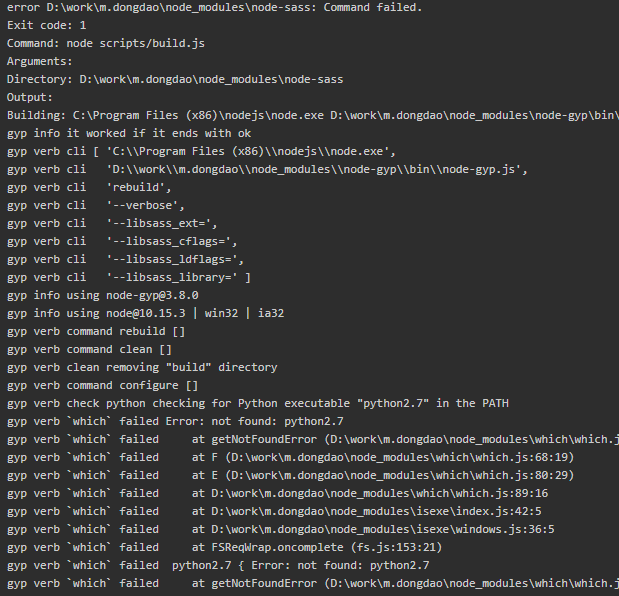 error D:\work\m.dongdao\node_modules\node-sass: Command failed.
Exit code: 1
Command: node scripts/build.js
Arguments:
Directory: D:\work\m.dongdao\node_modules\node-sass
Output:
Building: C:\Program Files (x86)\nodejs\node.exe D:\work\m.dongdao\node_modules\node-gyp\bin\
gyp info it worked if it ends with ok
gyp verb cli [ 'C:\\Program Files (x86)\\nodejs\\node.exe',
gyp verb cli   'D:\\work\\m.dongdao\\node_modules\\node-gyp\\bin\\node-gyp.js',
gyp verb cli   'rebuild',
gyp verb cli   '--verbose',
gyp verb cli   '--libsass_ext=',
gyp verb cli   '--libsass_cflags=',
gyp verb cli   '--libsass_ldflags=',
gyp verb cli   '--libsass_library=' ]
gyp info using node-gyp@3.8.0
gyp info using node@10.15.3 | win32 | ia32
gyp verb command rebuild []
gyp verb command clean []
gyp verb clean removing "build" directory
gyp verb command configure []
gyp verb check python checking for Python executable "python2.7" in the PATH
gyp verb `which` failed Error: not found: python2.7
gyp verb `which` failed     at getNotFoundError (D:\work\m.dongdao\node_modules\which\which.j
gyp verb `which` failed     at F (D:\work\m.dongdao\node_modules\which\which.js:68:19)
gyp verb `which` failed     at E (D:\work\m.dongdao\node_modules\which\which.js:80:29)
gyp verb `which` failed     at D:\work\m.dongdao\node_modules\which\which.js:89:16
gyp verb `which` failed     at D:\work\m.dongdao\node_modules\isexe\index.js:42:5
gyp verb `which` failed     at D:\work\m.dongdao\node_modules\isexe\windows.js:36:5
gyp verb `which` failed     at FSReqWrap.oncomplete (fs.js:153:21)
gyp verb `which` failed  python2.7 { Error: not found: python2.7
gyp verb `which` failed     at getNotFoundError (D:\work\m.dongdao\node_modules\which\which.j